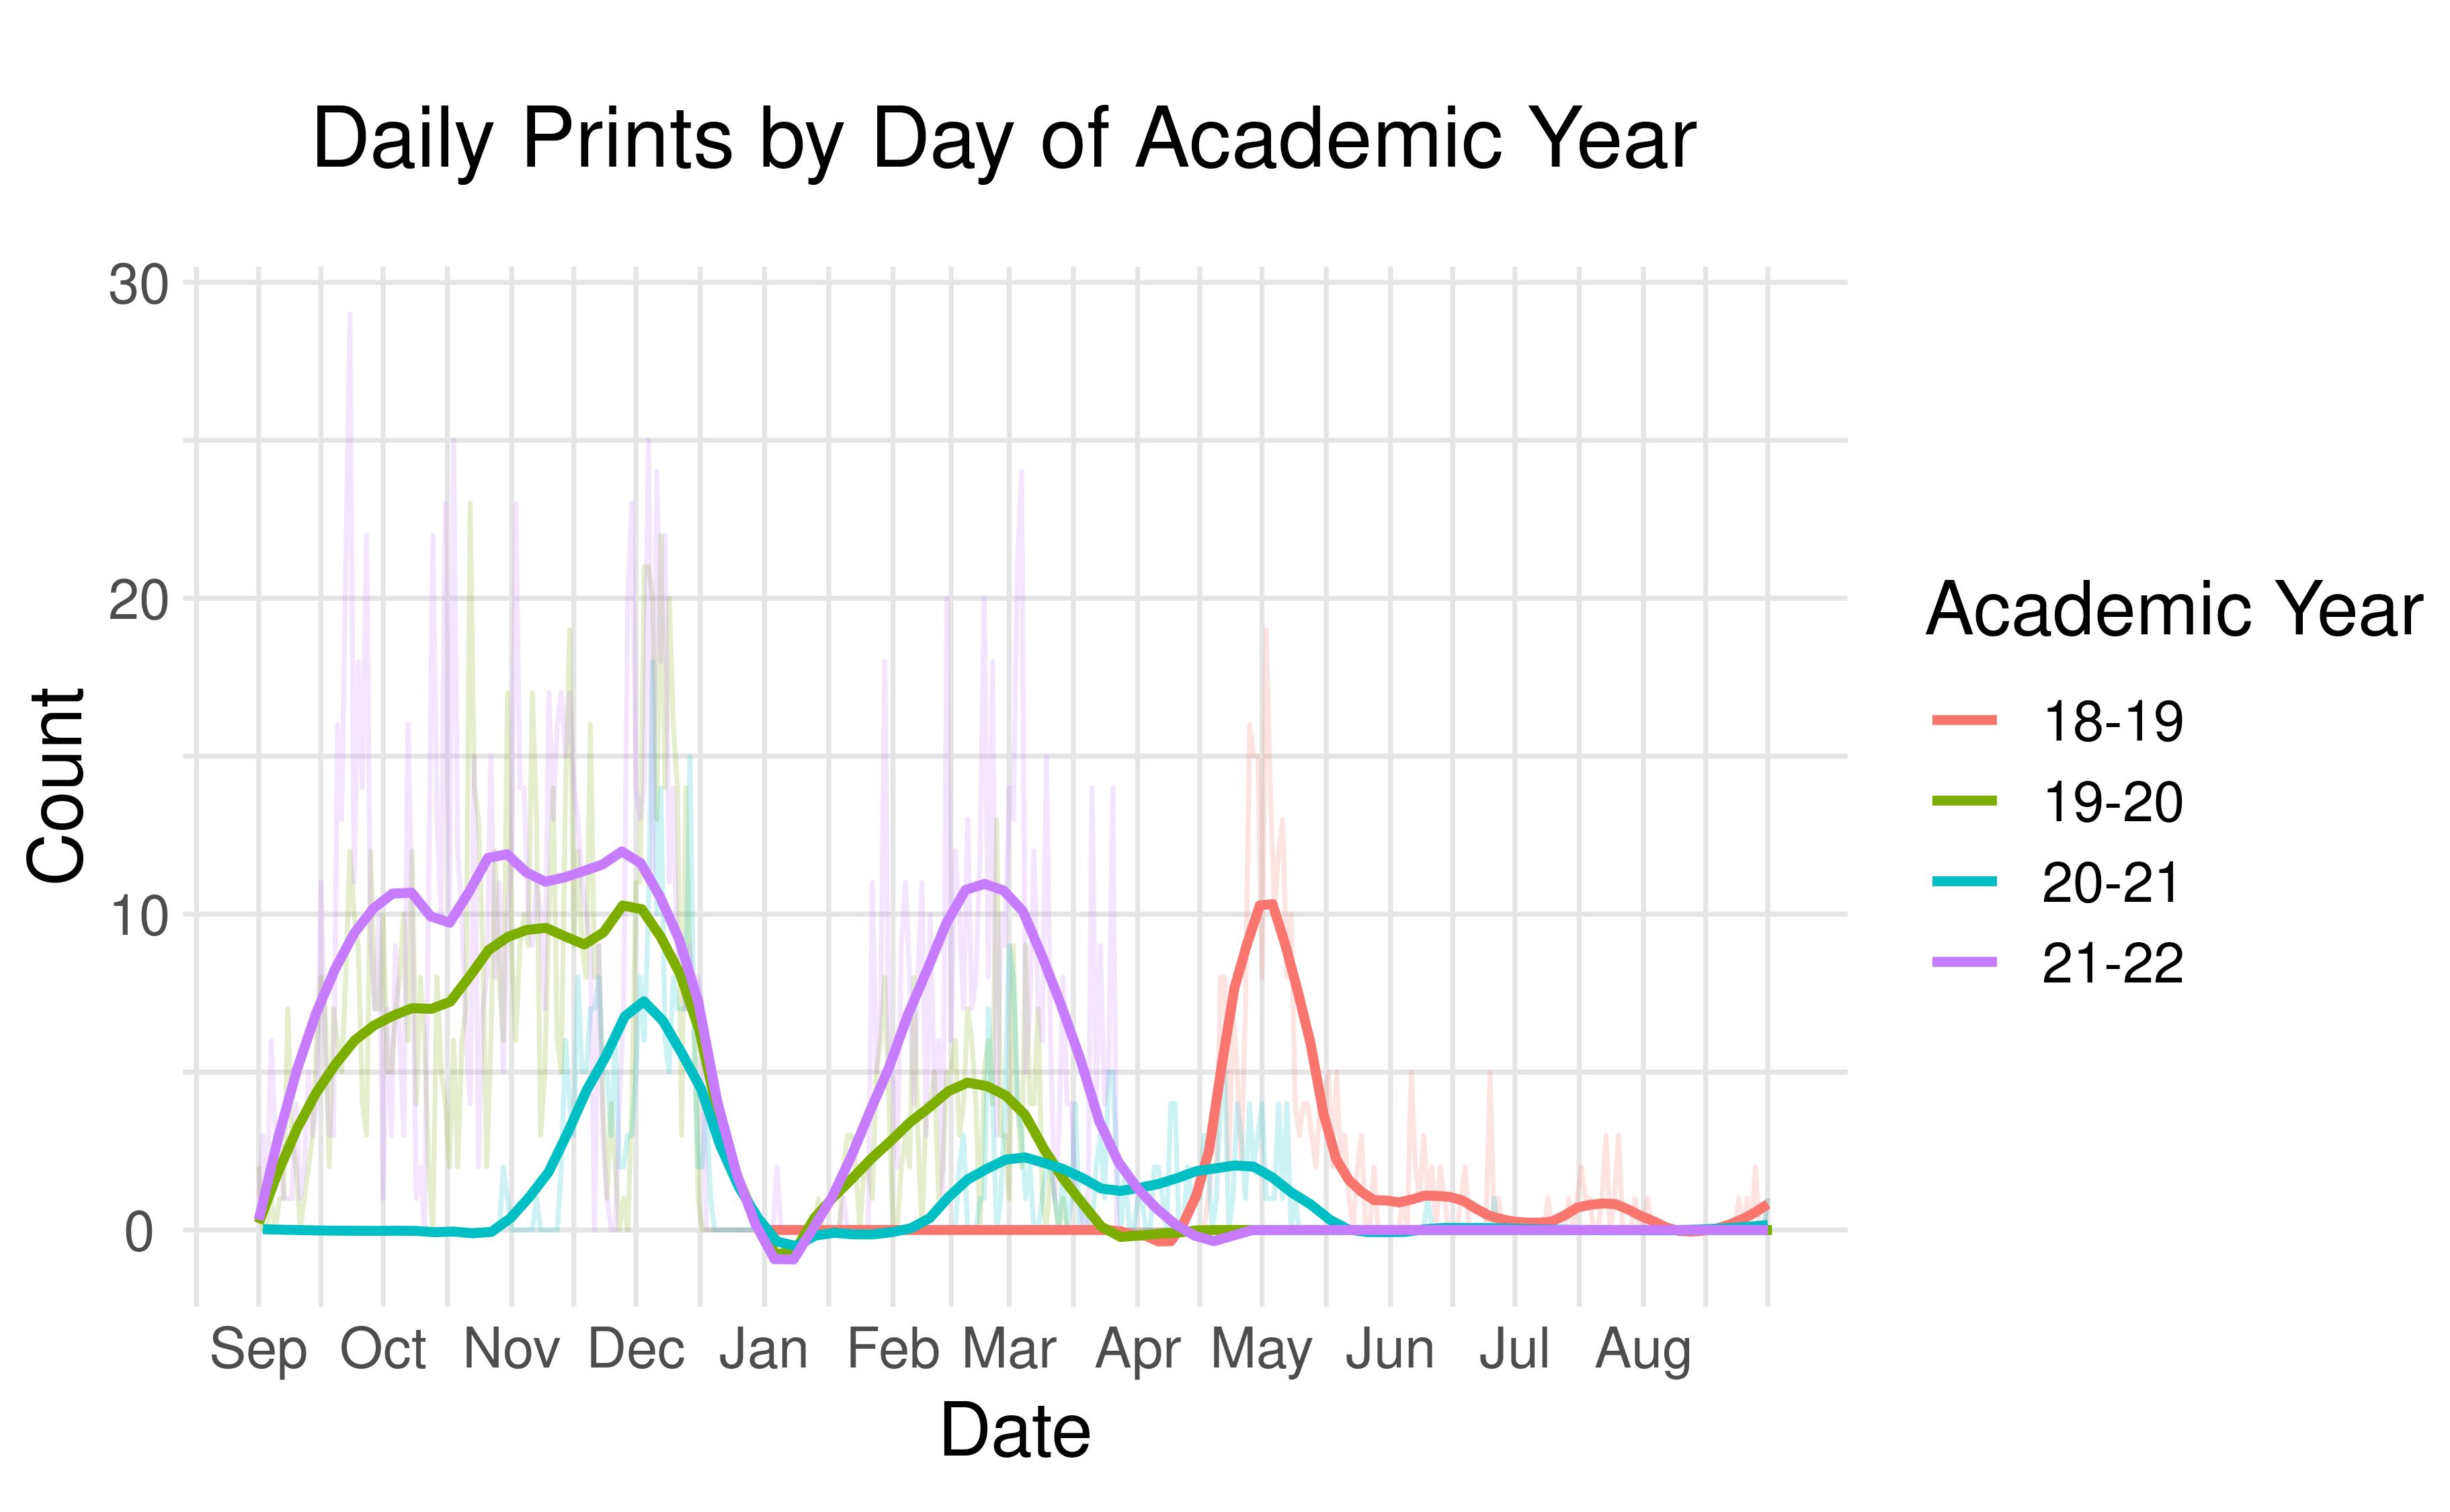 Daily Prints by Day of Academic Year
30
20
10
0
Count
Sep Oct Nov Dec Jan Feb Mar Apr May Jun Jul Aug
Date
Academic Year
18-19
19-20
20-21
21-22